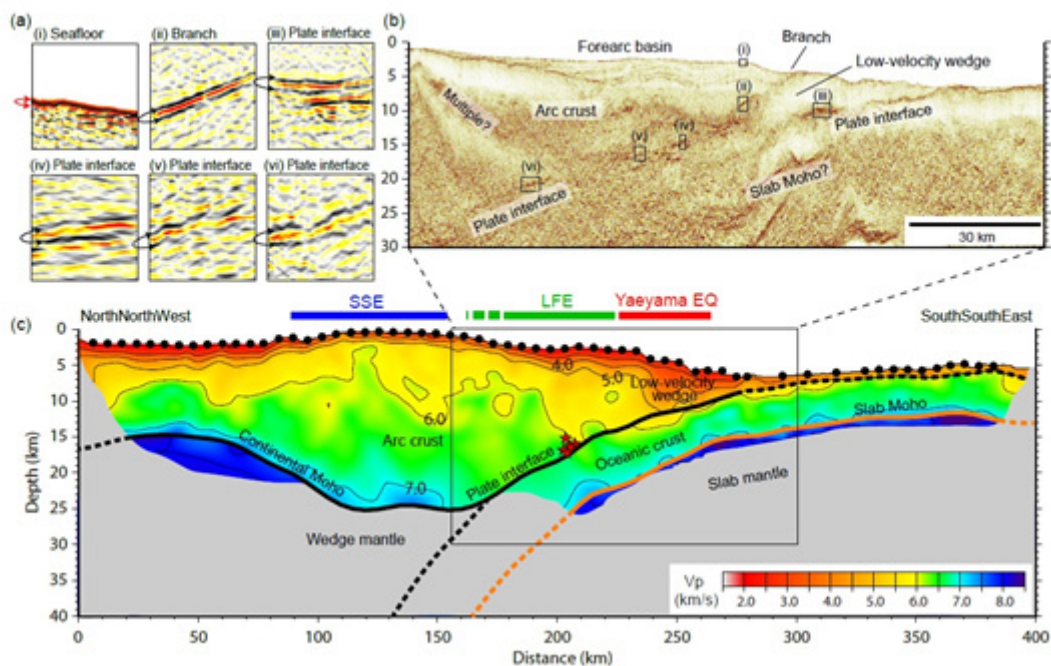 (a)
(i) Seafloor
(ii) Branch
(iii) Plate interface
(iv) Plate interface
(v) Plate interface
(vi) Plate interface
(b)
0
5
10
15
20
25
30
Forearc basin
(i)
Branch
Low-velocity wedge
(ii)
(iii)
Multiple?
Arc crust
Plate interface
(v)
(iv)
(vi)
Slab Moho?
Plate interface
30 km
SSE
LFE
Yaeyama EQ
(c)
NorthNorthWest
SouthSouthEast
0
5
10
15
20
25
30
35
40
Depth (km)
4.0
5.0
Low-velocity
wedge
6.0
Arc crust
Slab Moho
Continental Moho
Plate interface
Oceanic crust
7.0
Slab mantle
Wedge mantle
Vp
(km/s)
2.0 3.0 4.0 5.0 6.0 7.0 8.0
0 50 100 150 200 250 300 350 400
Distance (km)